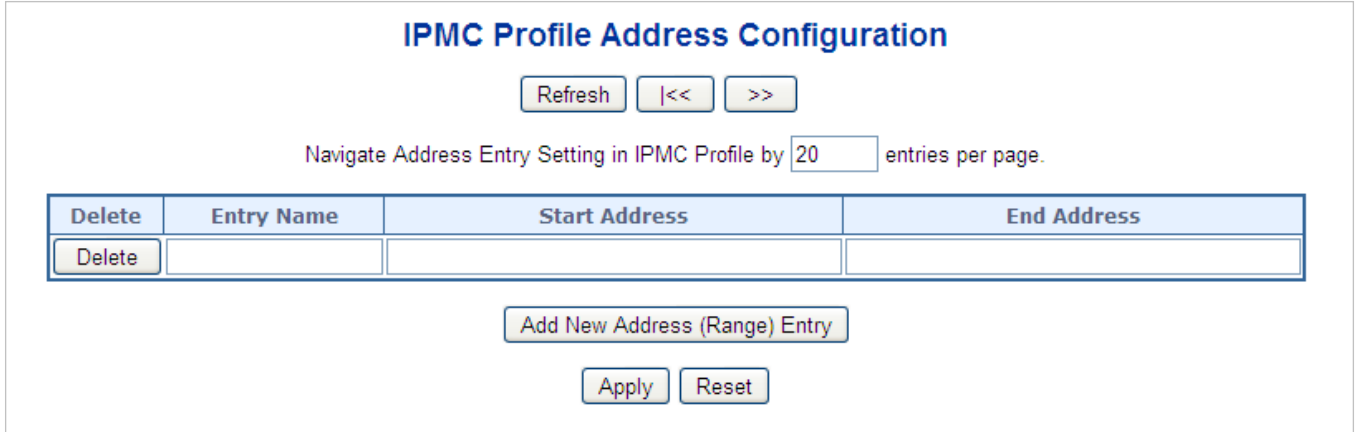 IPMC Profile Address Configuration
Refresh |<< >>
Navigate Address Entry Setting in IPMC Profile by 20 entries per page.
Delete Entry Name Start Address End Address
Delete
Add New Address (Range) Entry
Apply Reset